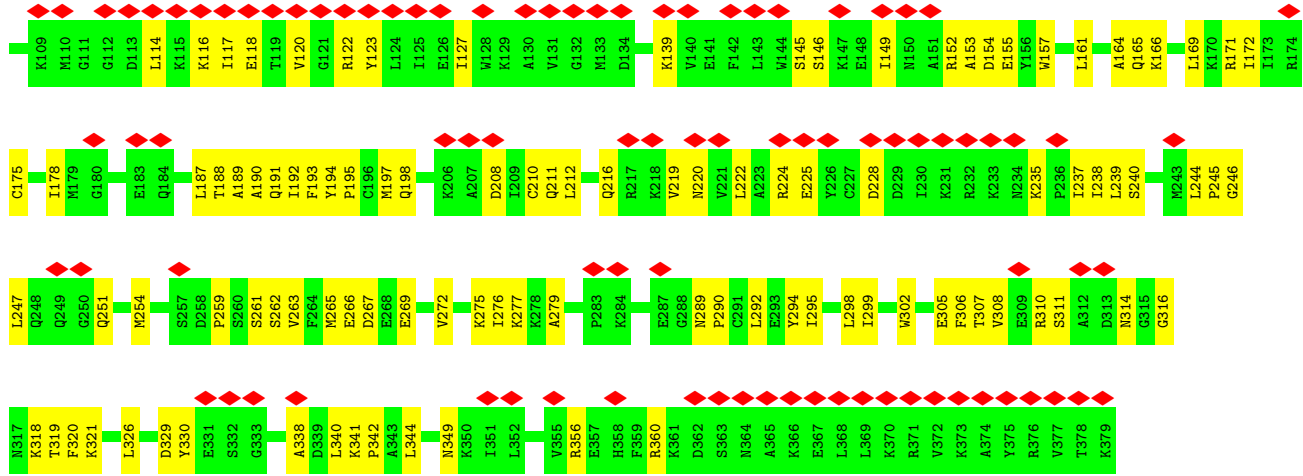 K109 M110 G111 G112 D113 L114 K115 K116 I117 E118 T119 V120 G121 R122 Y123 L124 I125 E126 I127 W128 K129 A130 V131 G132 M133 D134 K139 V140 E141 F142 L143 W144 S145 S146 K147 E148 I149 N150 A151 R152 A153 D154 E155 Y156 W157 L161 A164 Q165 K166 L169 K170 R171 I172 I173 R174
C175 I178 M179 G180 E183 Q184 L187 T188 A189 A190 Q191 I192 F193 Y194 P195 C196 M197 Q198 K206 A207 D208 I209 C210 Q211 L212 Q216 R217 K218 V219 N220 V221 L222 A223 R224 E225 Y226 C227 D228 D229 I230 K231 R232 K233 N234 K235 P236 I237 I238 L239 S240 M243 L244 P245 G246
L247 Q248 Q249 G250 Q251 M254 S257 D258 P259 S260 S261 S262 V263 F264 M265 E266 D267 E268 E269 V272 K275 I276 K277 K278 A279 P283 K284 E287 G288 N289 P290 C291 L292 E293 Y294 I295 L298 I299 W302 E305 F306 T307 V308 E309 R310 S311 A312 D313 N314 G315 G316
N317 K318 T319 F320 K321 L326 D329 Y330 E331 S332 G333 A338 D339 L340 K341 P342 A343 L344 N349 K350 I351 L352 V355 R356 E357 H358 F359 R360 K361 D362 S363 N364 A365 K366 E367 L368 L369 K370 R371 V372 K373 A374 Y375 R376 V377 T378 K379